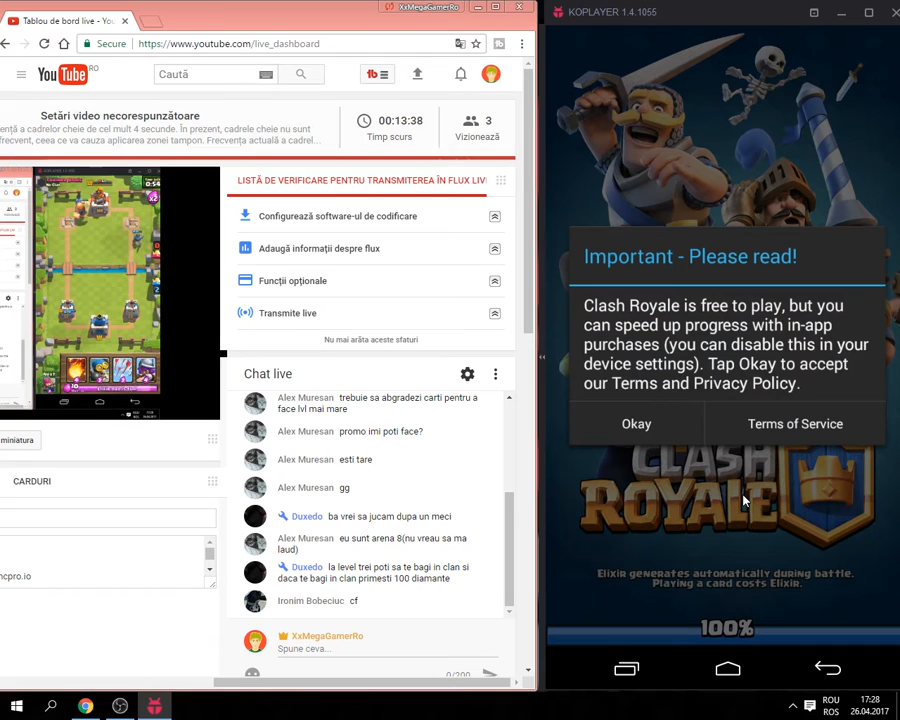 XxMegaGamerRo
Tablou de bord live - You
Secure
https://www.youtube.com/live_dashboard
YouTube RO
Caută
Setări video necorespunzătoare
ență a cadrelor cheie de cel mult 4 secunde. În prezent, cadrele cheie nu sunt
frecvent, ceea ce va cauza aplicarea zonei tampon. Frecvența actuală a cadrel...
00:13:38
Timp scurs
3
Vizionează
LISTĂ DE VERIFICARE PENTRU TRANSMITEREA ÎN FLUX LIV
Configurează software-ul de codificare
Adaugă informații despre flux
Funcții opționale
Transmite live
Nu mai arăta aceste sfaturi
Chat live
Alex Muresan trebuie sa abgradezi carti pentru a
face lvl mai mare
Alex Muresan promo imi poti face?
Alex Muresan esti tare
Alex Muresan gg
Duxedo ba vrei sa jucam dupa un meci
Alex Muresan eu sunt arena 8(nu vreau sa ma
laud)
Duxedo la level trei poti sa te bagi in clan si
daca te bagi in clan primesti 100 diamante
Ironim Bobeciuc cf
XxMegaGamerRo
Spune ceva...
0/200
miniatura
CARDURI
ncpro.io
KOPLAYER 1.4.1055
Important - Please read!
Clash Royale is free to play, but you
can speed up progress with in-app
purchases (you can disable this in your
device settings). Tap Okay to accept
our Terms and Privacy Policy.
Okay
Terms of Service
CLASH
ROYALE
Elixir generates automatically during battle.
Playing a card costs Elixir.
100%
ROU
ROS
17:28
26.04.2017